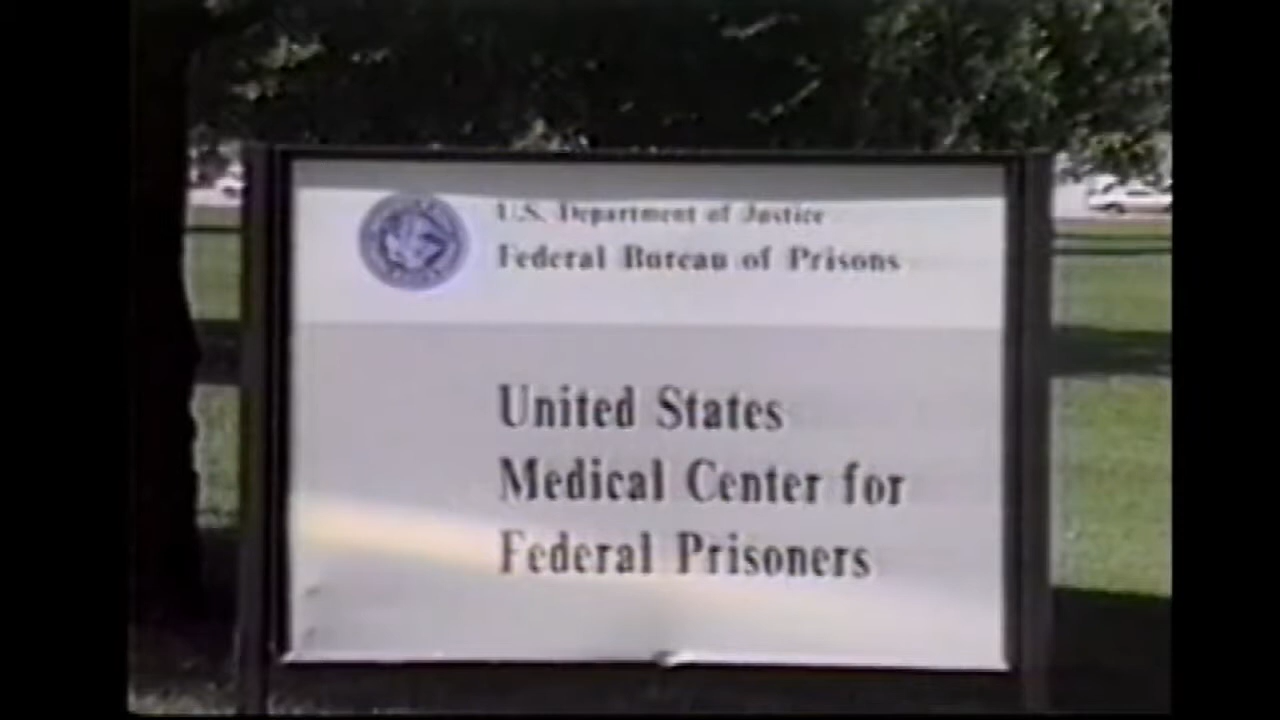 U.S. Department of Justice
Federal Bureau of Prisons
United States
Medical Center for
Federal Prisoners